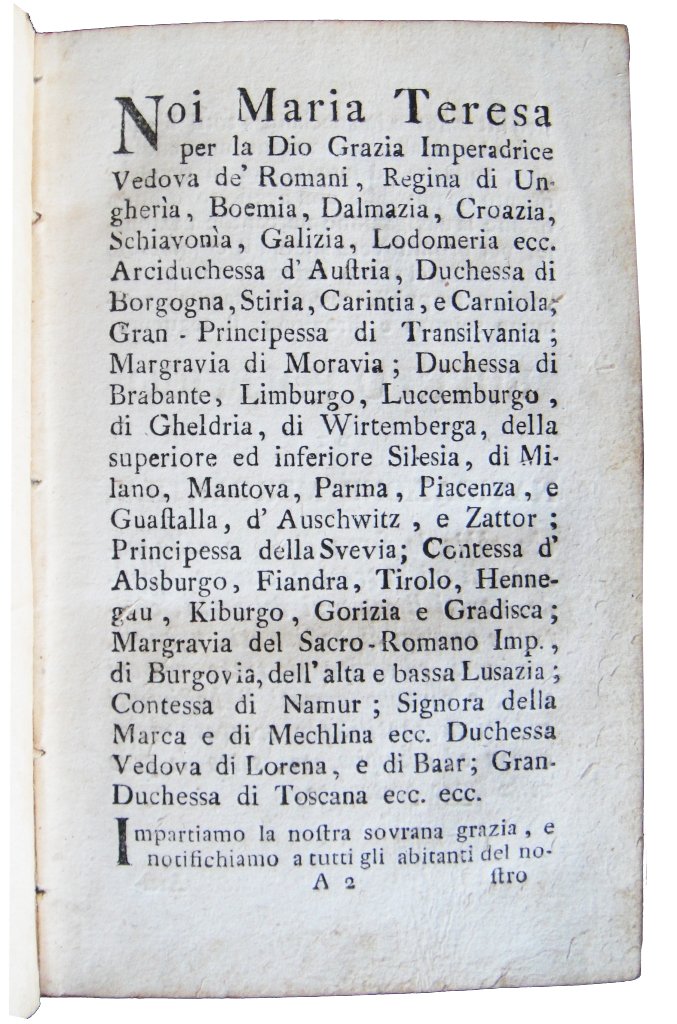 Noi Maria Teresa
per la Dio Grazia Imperadrice
Vedova de' Romani, Regina di Un-
gherìa, Boemia, Dalmazia, Croazia,
Schiavonìa, Galizia, Lodomeria ecc.
Arciduchessa d' Auſtria, Duchessa di
Borgogna, Stiria, Carintia, e Carniola;
Gran - Principessa di Transilvania ;
Margravia di Moravia ; Duchessa di
Brabante, Limburgo, Luccemburgo ,
di Gheldria, di Wirtemberga, della
superiore ed inferiore Silesia, di Mi-
lano, Mantova, Parma , Piacenza , e
Guaſtalla, d' Auschwitz , e Zattor ;
Principessa della Svevia; Contessa d'
Absburgo, Fiandra, Tirolo, Henne-
gau , Kiburgo , Gorizia e Gradisca ;
Margravia del Sacro-Romano Imp.,
di Burgovia, dell' alta e bassa Lusazia ;
Contessa di Namur ; Signora della
Marca e di Mechlina ecc. Duchessa
Vedova di Lorena, e di Baar; Gran-
Duchessa di Toscana ecc. ecc.
Impartiamo la noſtra sovrana grazia , e
notifichiamo a tutti gli abitanti del no-
A 2 ſtro